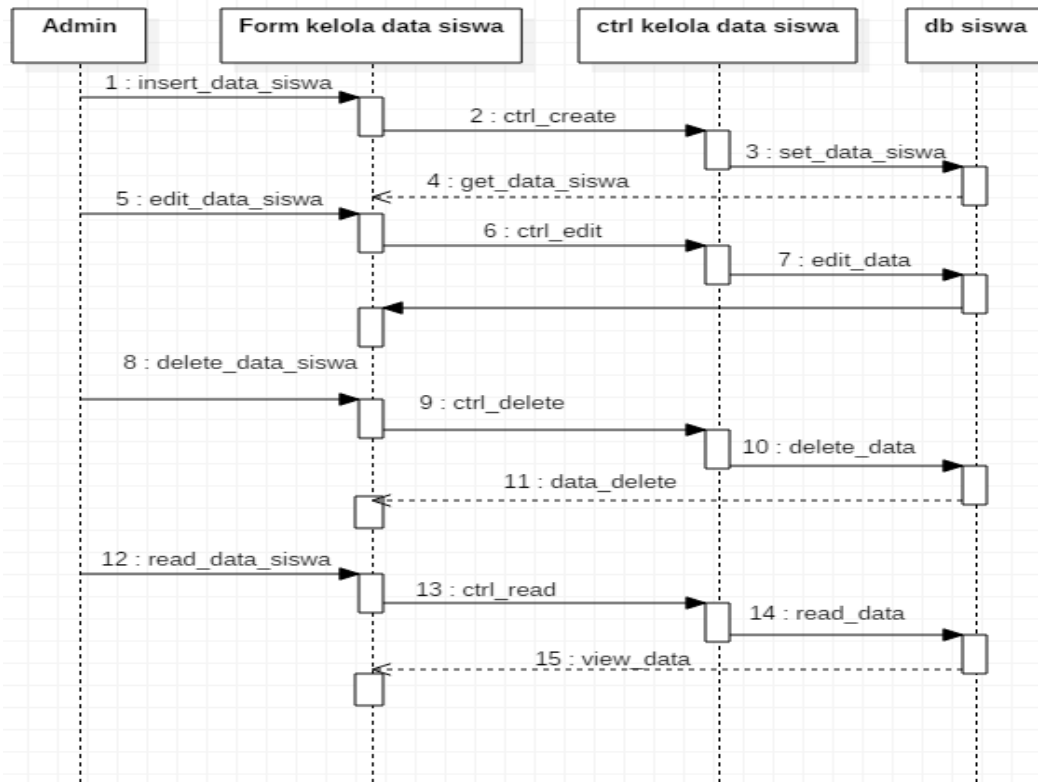 Admin
Form kelola data siswa
ctrl kelola data siswa
db siswa
1 : insert_data_siswa
2 : ctrl_create
3 : set_data_siswa
4 : get_data_siswa
5 : edit_data_siswa
6 : ctrl_edit
7 : edit_data
8 : delete_data_siswa
9 : ctrl_delete
10 : delete_data
11 : data_delete
12 : read_data_siswa
13 : ctrl_read
14 : read_data
15 : view_data